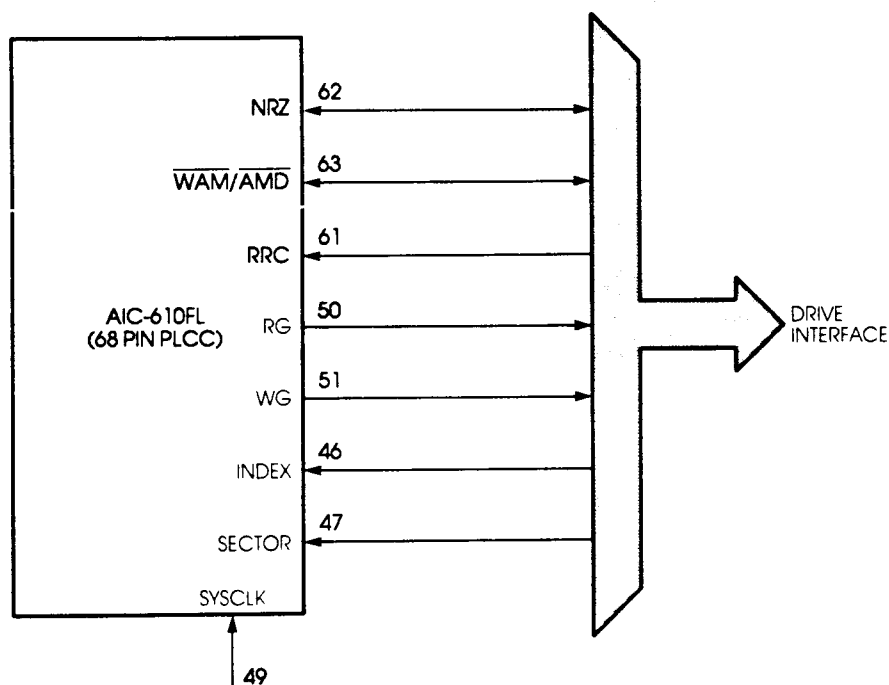 NRZ 62
WAM/AMD 63
RRC 61
AIC-610FL
(68 PIN PLCC)
RG 50
DRIVE
INTERFACE
WG 51
INDEX 46
SECTOR 47
SYSCLK
49